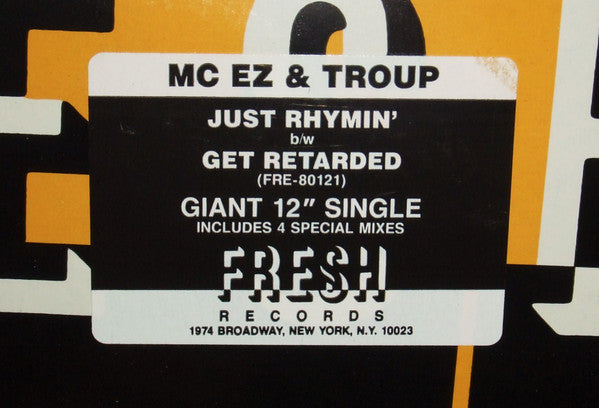 MC EZ & TROUP
JUST RHYMIN'
b/w
GET RETARDED
(FRE-80121)
GIANT 12" SINGLE
INCLUDES 4 SPECIAL MIXES
FRESH
RECORDS
1974 BROADWAY, NEW YORK, N.Y. 10023